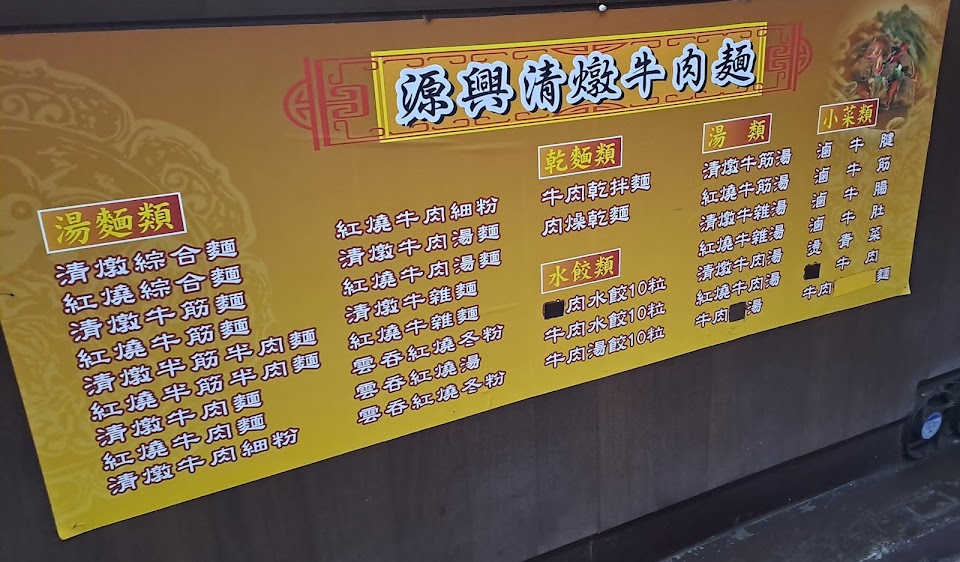 源興清燉牛肉麵
湯麵類
清燉綜合麵
紅燒綜合麵
清燉牛筋麵
紅燒牛筋麵
清燉半筋半肉麵
紅燒半筋半肉麵
清燉牛肉麵
紅燒牛肉麵
清燉牛肉細粉
紅燒牛肉細粉
清燉牛肉湯麵
紅燒牛肉湯麵
清燉牛雜麵
紅燒牛雜麵
雲吞紅燒冬粉
雲吞紅燒湯
雲吞紅燒冬粉
乾麵類
牛肉乾拌麵
肉燥乾麵
水餃類
肉水餃10粒
牛肉水餃10粒
牛肉湯餃10粒
湯類
清燉牛筋湯
紅燒牛筋湯
清燉牛雜湯
紅燒牛雜湯
清燉牛肉湯
紅燒牛肉湯
牛肉 湯
小菜類
滷牛腱
滷牛筋
滷牛腸
滷牛肚
燙青菜
牛肉
牛肉 麵